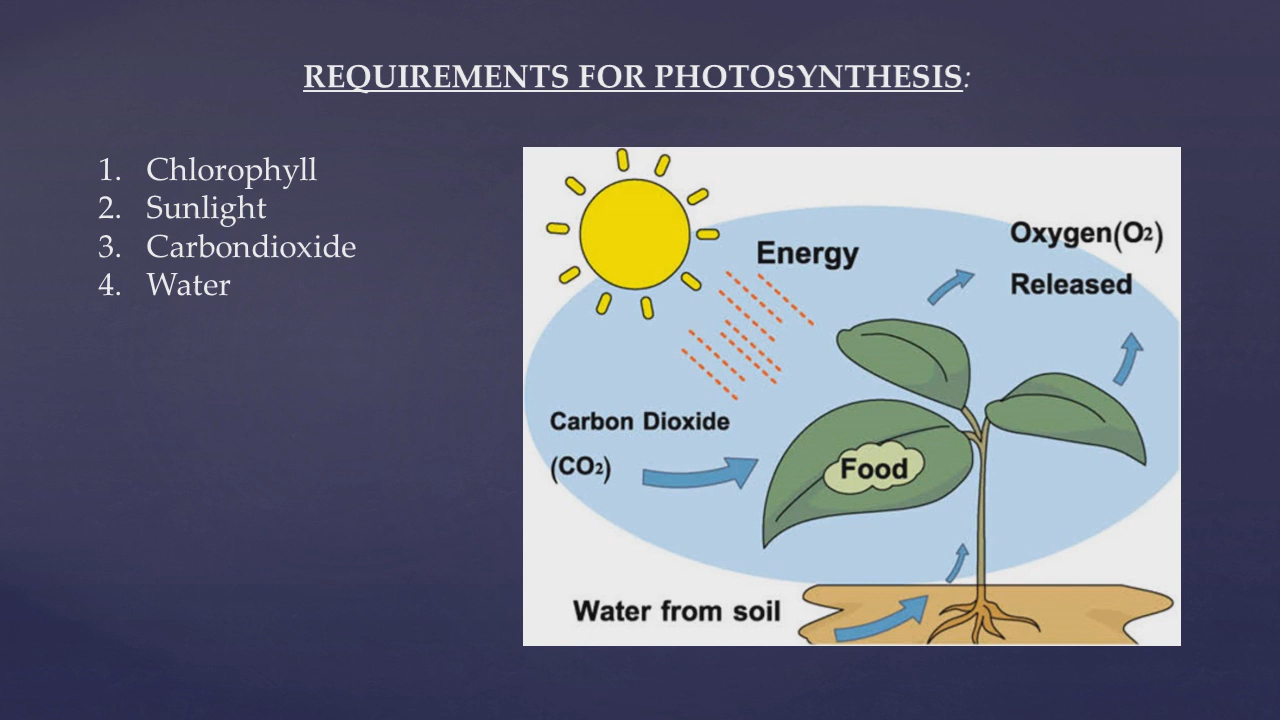 REQUIREMENTS FOR PHOTOSYNTHESIS:
1. Chlorophyll
2. Sunlight
3. Carbondioxide
4. Water
Energy
Oxygen(O2)
Released
Carbon Dioxide
(CO2)
Food
Water from soil